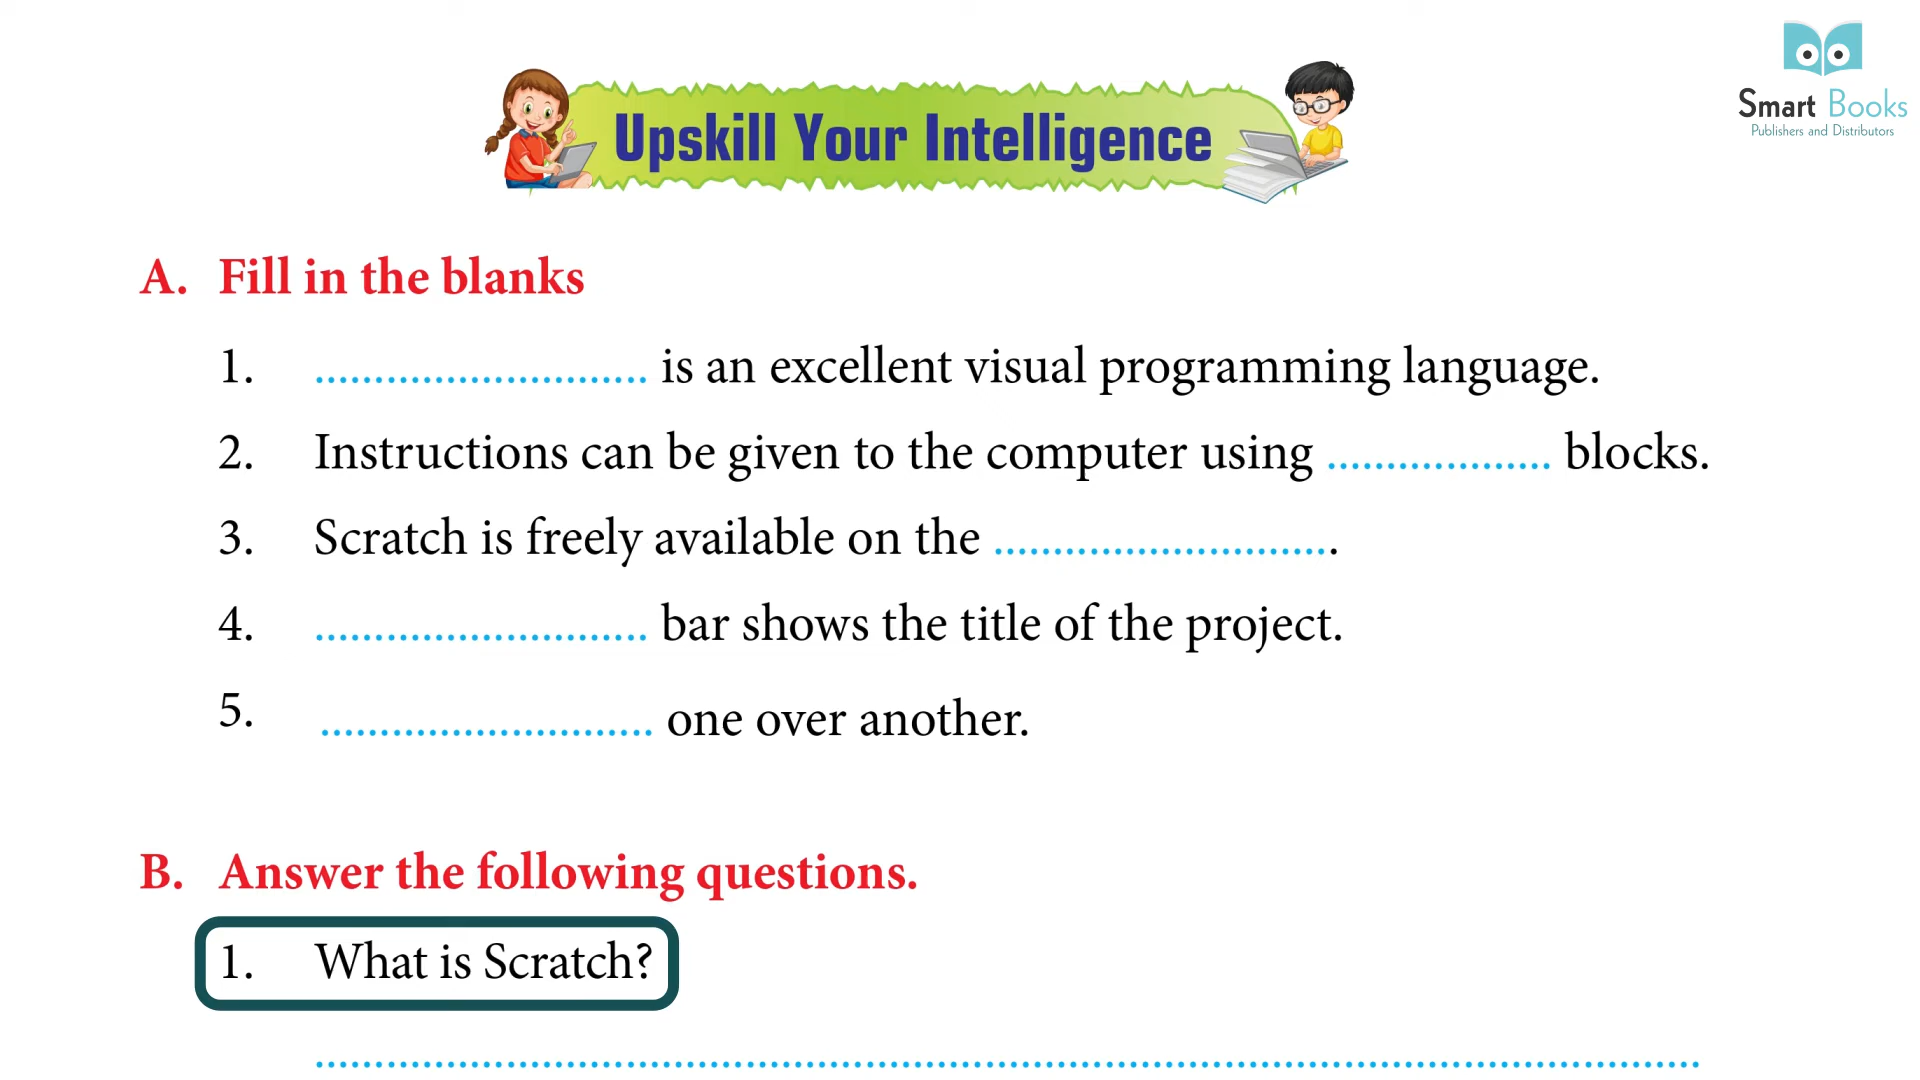 Smart Books
Publishers and Distributors
Upskill Your Intelligence
A. Fill in the blanks
1. ............................ is an excellent visual programming language.
2. Instructions can be given to the computer using ................... blocks.
3. Scratch is freely available on the .............................
4. ............................ bar shows the title of the project.
5. ............................ one over another.
B. Answer the following questions.
1. What is Scratch?
....................................................................................................................